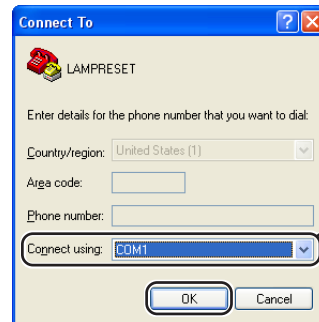 Connect To
LAMPRESET
Enter details for the phone number that you want to dial:
Country/region: United States (1)
Area code:
Phone number:
Connect using: COM1
OK Cancel